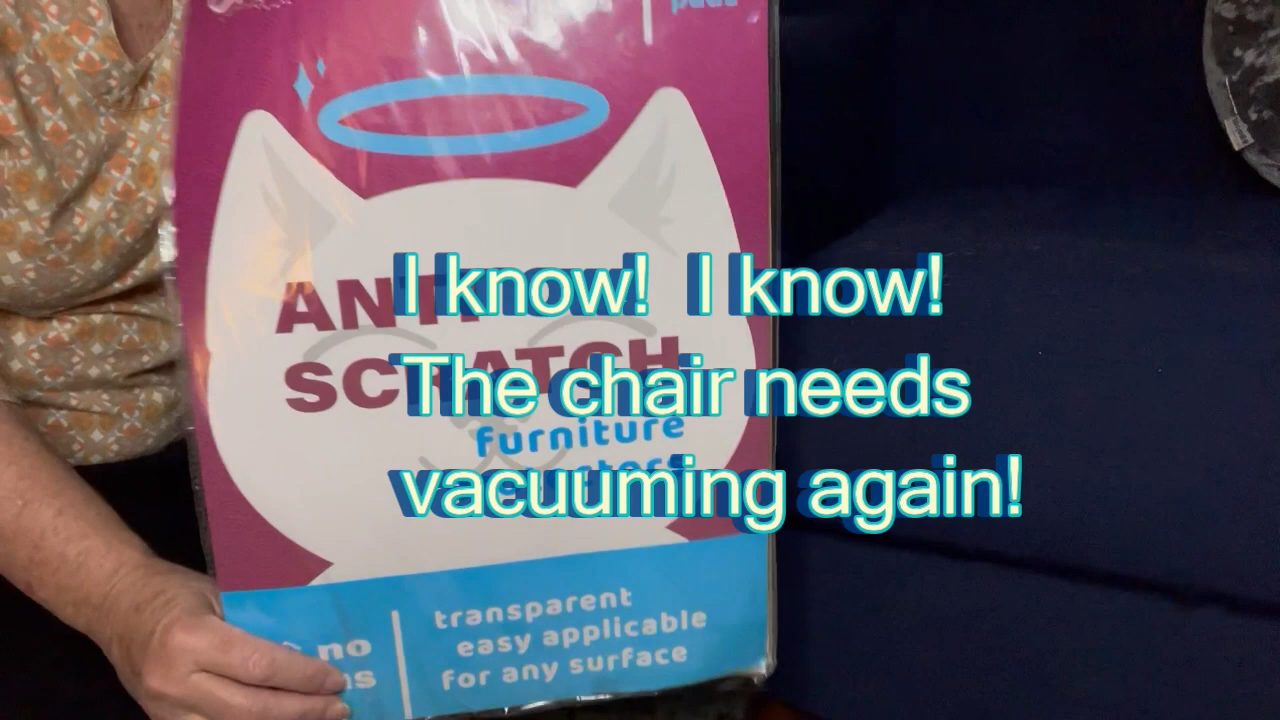 ANTI
SCRATCH
furniture
I know! I know!
The chair needs
vacuuming again!
no
transparent
easy applicable
for any surface